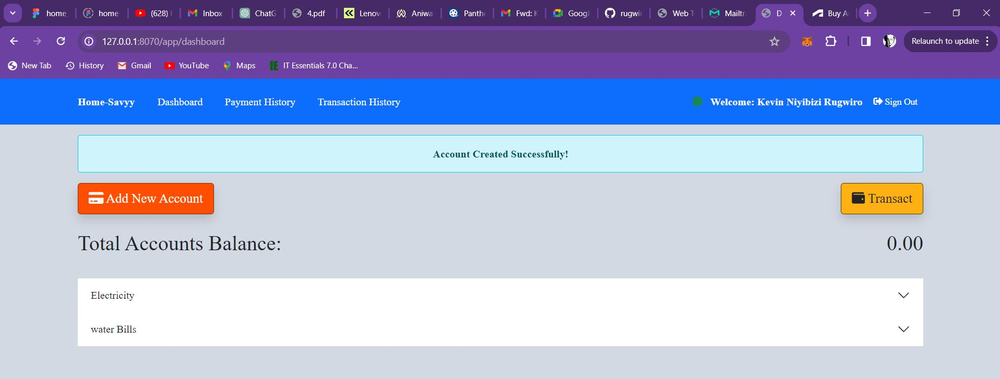 home_ home- (628) Inbox ChatG 4.pdf Lenov Aniwa Panthe Fwd: K Googl rugwir Web T Mailtr D Buy A
127.0.0.1:8070/app/dashboard Relaunch to update
New Tab History Gmail YouTube Maps IT Essentials 7.0 Cha...
Home-Savyy Dashboard Payment History Transaction History Welcome: Kevin Niyibizi Rugwiro Sign Out
Account Created Successfully!
Add New Account Transact
Total Accounts Balance: 0.00
Electricity
water Bills